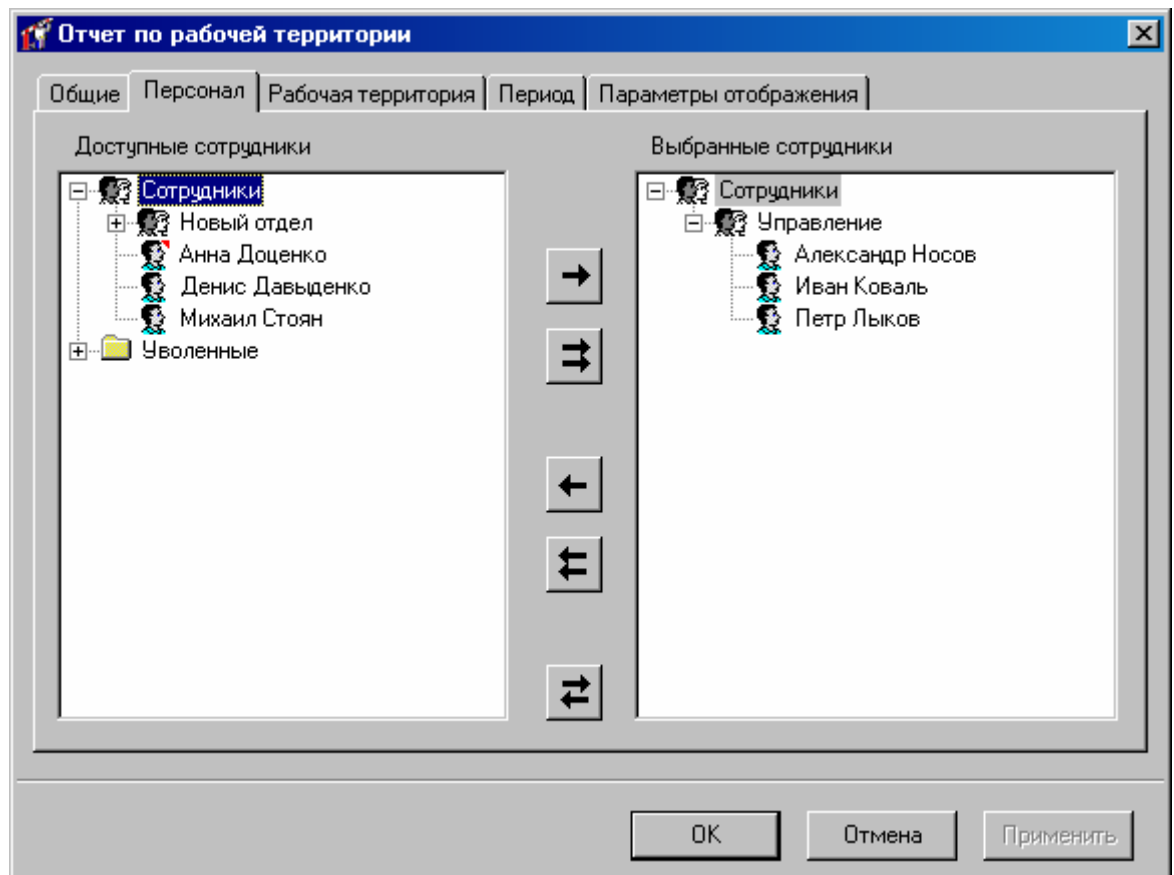 Отчет по рабочей территории
Общие Персонал Рабочая территория Период Параметры отображения
Доступные сотрудники
Сотрудники
Новый отдел
Анна Доценко
Денис Давыденко
Михаил Стоян
Уволенные
Выбранные сотрудники
Сотрудники
Управление
Александр Носов
Иван Коваль
Петр Лыков
OK Отмена Применить